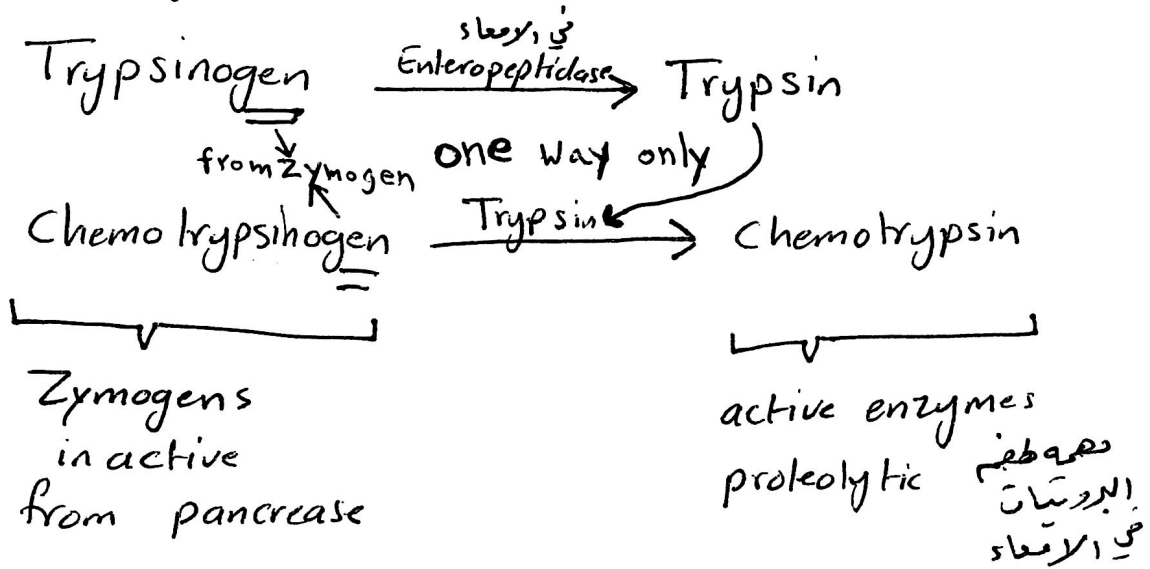 في الامعاء
Trypsinogen Enteropeptidase Trypsin
from Zymogen one way only
Chemotrypsinogen Trypsin Chemotrypsin
Zymogens
inactive
from pancrease
active enzymes
proteolytic
البروتينات
في الامعاء